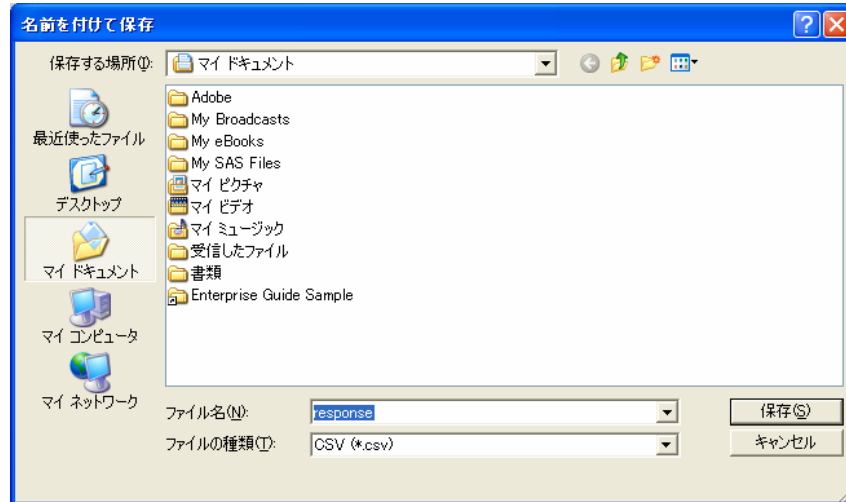 名前を付けて保存
保存する場所(I):
マイ ドキュメント
最近使ったファイル
デスクトップ
マイ ドキュメント
マイ コンピュータ
マイ ネットワーク
Adobe
My Broadcasts
My eBooks
My SAS Files
マイ ピクチャ
マイ ビデオ
マイ ミュージック
受信したファイル
書類
Enterprise Guide Sample
ファイル名(N):
response
保存(S)
ファイルの種類(T):
CSV (*.csv)
キャンセル